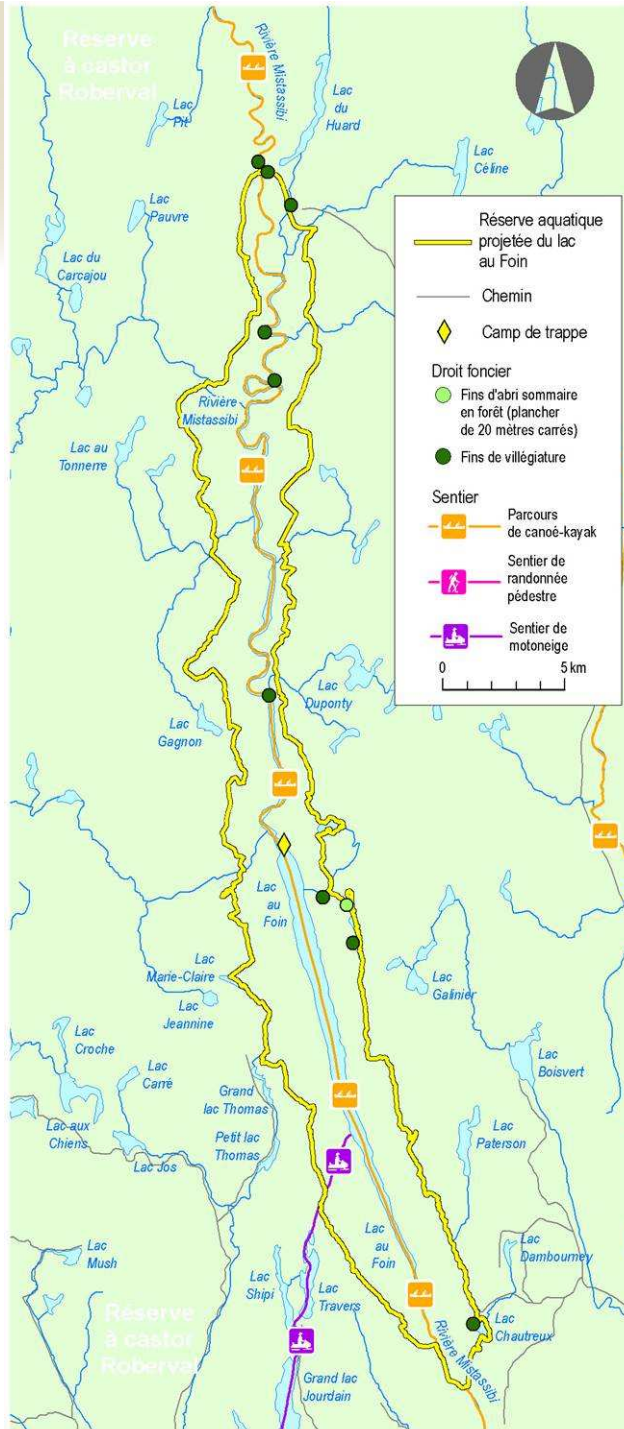 Réserve
à castor
Roberval
Rivière Mistassibi
Lac
Pit
Lac
du
Huard
Lac
Céline
Lac
Pauvre
Lac du
Carcajou
Réserve aquatique
projetée du lac
au Foin
Chemin
Camp de trappe
Droit foncier
Fins d'abri sommaire
en forêt (plancher
de 20 mètres carrés)
Fins de villégiature
Sentier
Parcours
de canoé-kayak
Sentier de
randonnée
pédestre
Sentier de
motoneige
0 5 km
Rivière
Mistassibi
Lac au
Tonnerre
Lac
Duponty
Lac
Gagnon
Lac
au Foin
Lac
Marie-Claire
Lac
Jeannine
Lac
Galinier
Lac
Croche
Lac
Carré
Lac
Boisvert
Grand
lac Thomas
Petit lac
Thomas
Lac aux
Chiens
Lac Jos
Lac
Paterson
Lac
Mush
Lac
au Foin
Lac
Dambourney
Lac
Shipi
Lac
Travers
Lac
Chautreux
Réserve
à castor
Roberval
Rivière Mistassibi
Grand lac
Jourdain